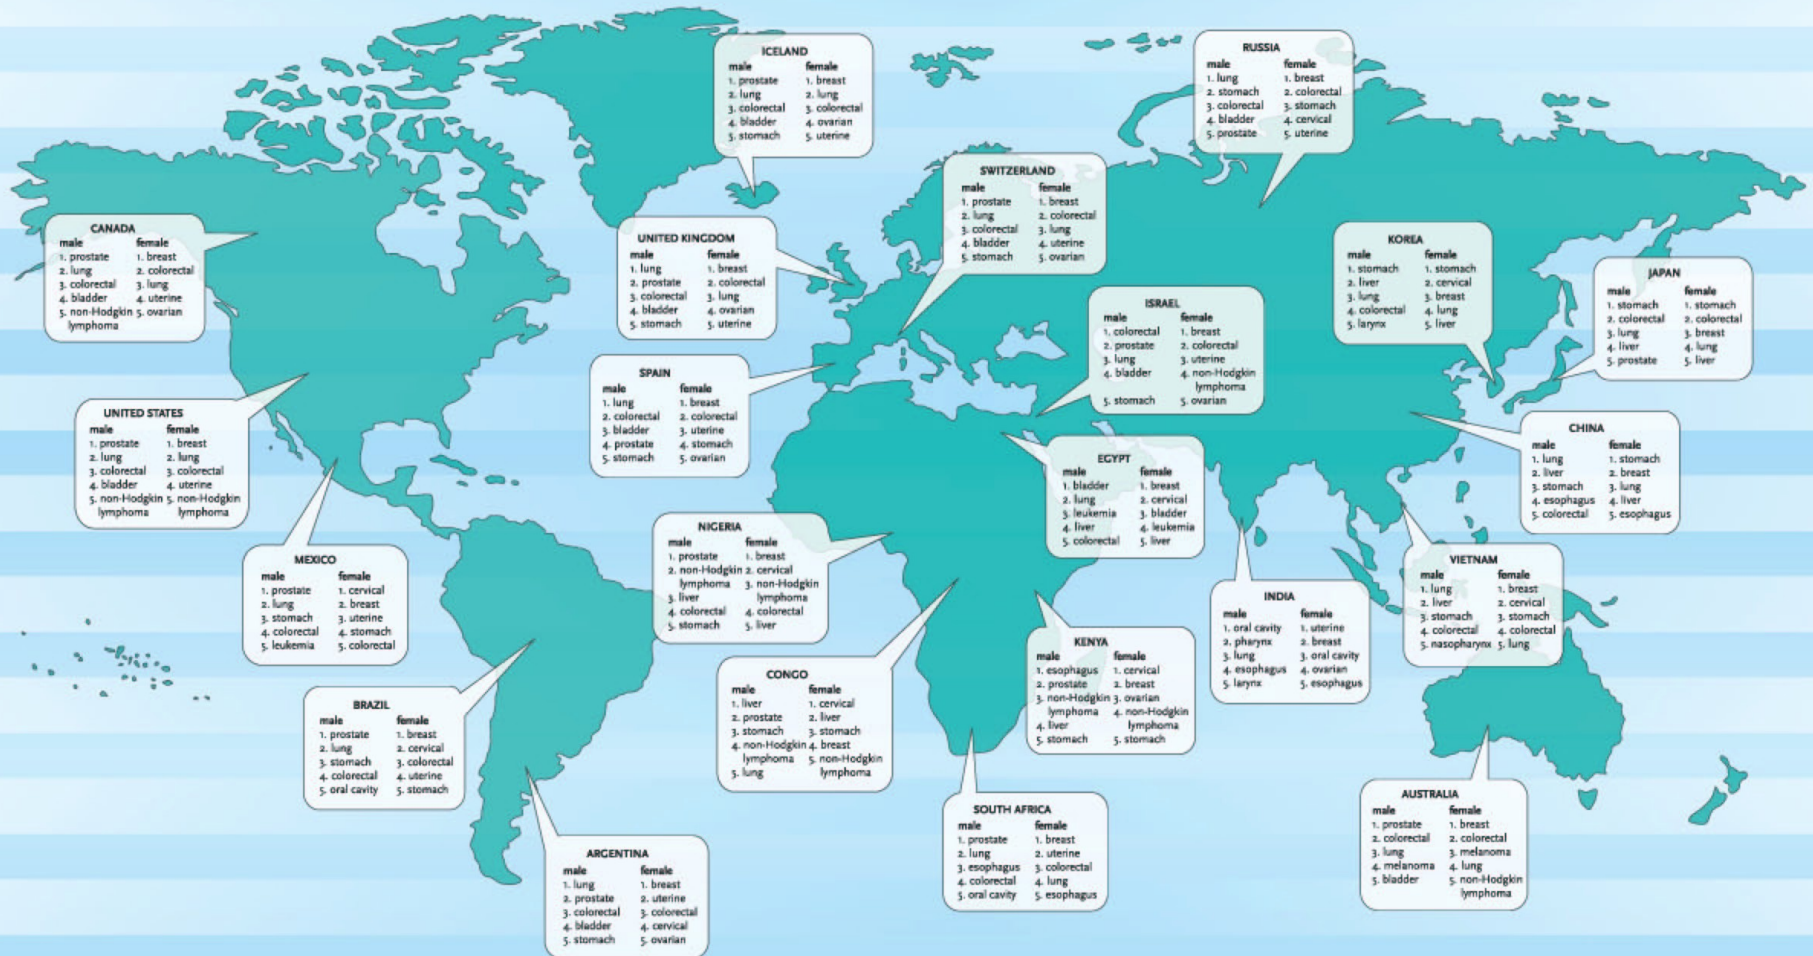 ICELAND
male female
1. prostate 1. breast
2. lung 2. lung
3. colorectal 3. colorectal
4. bladder 4. ovarian
5. stomach 5. uterine
RUSSIA
male female
1. lung 1. breast
2. stomach 2. colorectal
3. colorectal 3. stomach
4. bladder 4. cervical
5. prostate 5. uterine
SWITZERLAND
male female
1. prostate 1. breast
2. lung 2. colorectal
3. colorectal 3. lung
4. bladder 4. uterine
5. stomach 5. ovarian
CANADA
male female
1. prostate 1. breast
2. lung 2. colorectal
3. colorectal 3. lung
4. bladder 4. uterine
5. non-Hodgkin 5. ovarian
lymphoma
UNITED KINGDOM
male female
1. lung 1. breast
2. prostate 2. colorectal
3. colorectal 3. lung
4. bladder 4. ovarian
5. stomach 5. uterine
KOREA
male female
1. stomach 1. stomach
2. liver 2. cervical
3. lung 3. breast
4. colorectal 4. lung
5. larynx 5. liver
JAPAN
male female
1. stomach 1. stomach
2. colorectal 2. colorectal
3. lung 3. breast
4. liver 4. lung
5. prostate 5. liver
ISRAEL
male female
1. colorectal 1. breast
2. prostate 2. colorectal
3. lung 3. uterine
4. bladder 4. non-Hodgkin
lymphoma
5. stomach 5. ovarian
SPAIN
male female
1. lung 1. breast
2. colorectal 2. colorectal
3. bladder 3. uterine
4. prostate 4. stomach
5. stomach 5. ovarian
UNITED STATES
male female
1. prostate 1. breast
2. lung 2. lung
3. colorectal 3. colorectal
4. bladder 4. uterine
5. non-Hodgkin 5. non-Hodgkin
lymphoma lymphoma
CHINA
male female
1. lung 1. stomach
2. liver 2. breast
3. stomach 3. lung
4. esophagus 4. liver
5. colorectal 5. esophagus
EGYPT
male female
1. bladder 1. breast
2. lung 2. cervical
3. leukemia 3. bladder
4. liver 4. leukemia
5. colorectal 5. liver
NIGERIA
male female
1. prostate 1. breast
2. non-Hodgkin 2. cervical
lymphoma 3. non-Hodgkin
3. liver lymphoma
4. colorectal 4. colorectal
5. stomach 5. liver
MEXICO
male female
1. prostate 1. cervical
2. lung 2. breast
3. stomach 3. uterine
4. colorectal 4. stomach
5. leukemia 5. colorectal
VIETNAM
male female
1. lung 1. breast
2. liver 2. cervical
3. stomach 3. stomach
4. colorectal 4. colorectal
5. nasopharynx 5. lung
INDIA
male female
1. oral cavity 1. uterine
2. pharynx 2. breast
3. lung 3. oral cavity
4. esophagus 4. ovarian
5. larynx 5. esophagus
KENYA
male female
1. esophagus 1. cervical
2. prostate 2. breast
3. non-Hodgkin 3. ovarian
lymphoma 4. non-Hodgkin
4. liver lymphoma
5. stomach 5. stomach
CONGO
male female
1. liver 1. cervical
2. prostate 2. liver
3. stomach 3. stomach
4. non-Hodgkin 4. breast
lymphoma 5. non-Hodgkin
5. lung lymphoma
BRAZIL
male female
1. prostate 1. breast
2. lung 2. cervical
3. stomach 3. colorectal
4. colorectal 4. uterine
5. oral cavity 5. stomach
AUSTRALIA
male female
1. prostate 1. breast
2. colorectal 2. colorectal
3. lung 3. melanoma
4. melanoma 4. lung
5. bladder 5. non-Hodgkin
lymphoma
SOUTH AFRICA
male female
1. prostate 1. breast
2. lung 2. uterine
3. esophagus 3. colorectal
4. colorectal 4. lung
5. oral cavity 5. esophagus
ARGENTINA
male female
1. lung 1. breast
2. prostate 2. uterine
3. colorectal 3. colorectal
4. bladder 4. cervical
5. stomach 5. ovarian